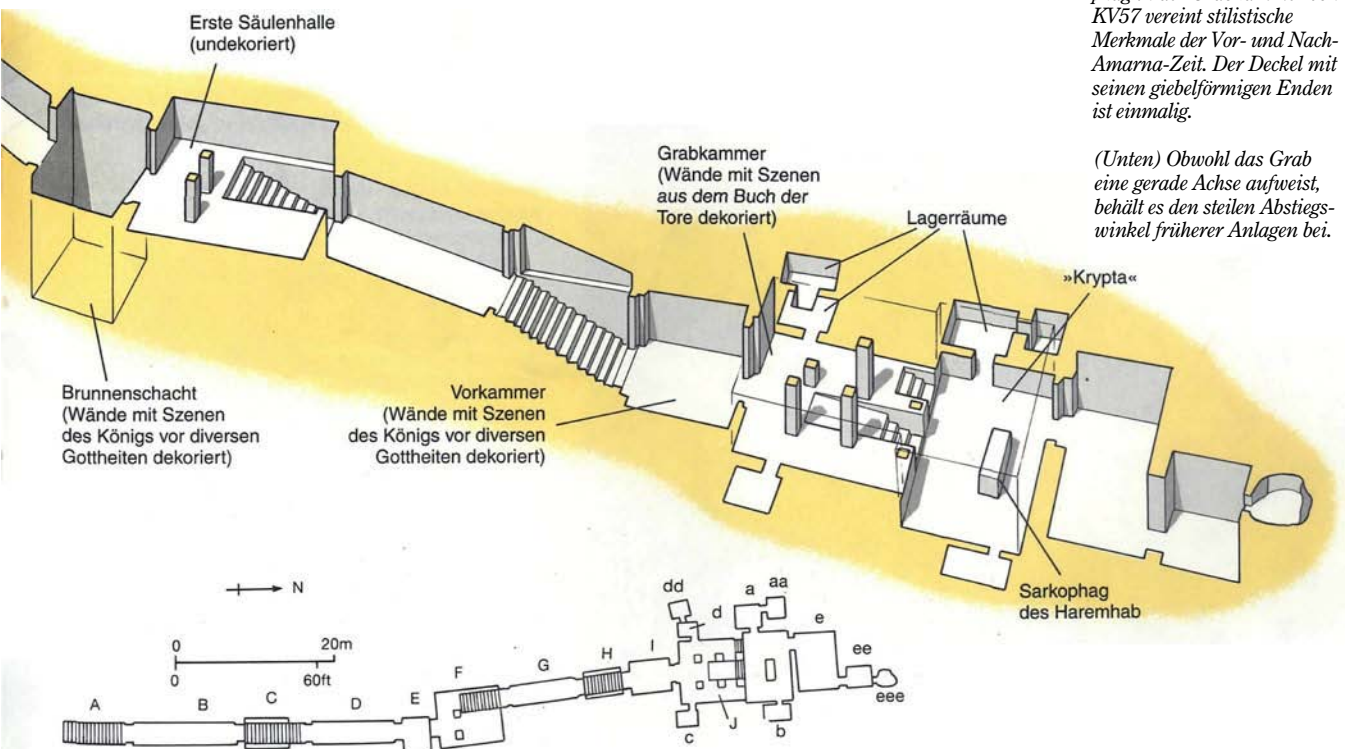 KV57 vereint stilistische
Merkmale der Vor- und Nach-
Amarna-Zeit. Der Deckel mit
seinen giebelförmigen Enden
ist einmalig.
(Unten) Obwohl das Grab
eine gerade Achse aufweist,
behält es den steilen Abstiegs-
winkel früherer Anlagen bei.
Erste Säulenhalle
(undekoriert)
Grabkammer
(Wände mit Szenen
aus dem Buch der
Tore dekoriert)
Lagerräume
»Krypta«
Brunnenschacht
(Wände mit Szenen
des Königs vor diversen
Gottheiten dekoriert)
Vorkammer
(Wände mit Szenen
des Königs vor diversen
Gottheiten dekoriert)
Sarkophag
des Haremhab
N
0 20m
0 60ft
A
B
C
D
E
F
G
H
I
J
dd
d
a
aa
e
ee
eee
c
b